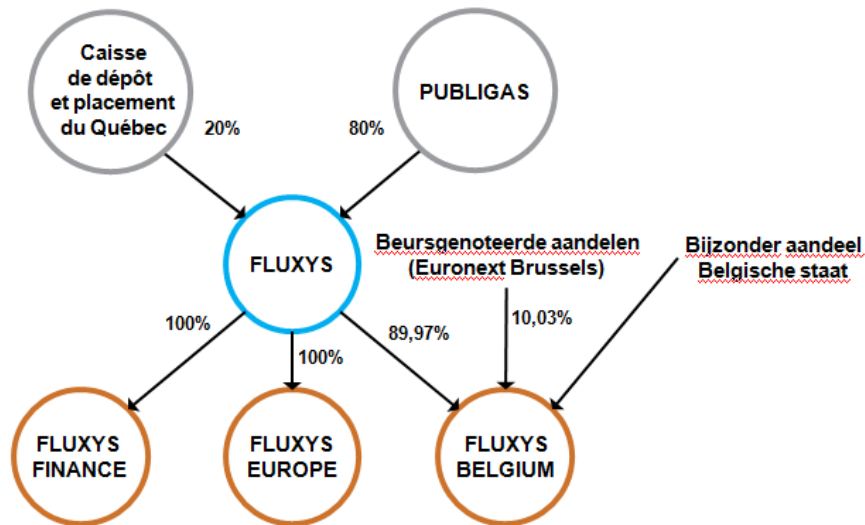 Caisse
de dépôt
et placement
du Québec
PUBLIGAS
20%
80%
FLUXYS
Beursgenoteerde aandelen
(Euronext Brussels)
Bijzonder aandeel
Belgische staat
100%
100%
89,97%
10,03%
FLUXYS
FINANCE
FLUXYS
EUROPE
FLUXYS
BELGIUM